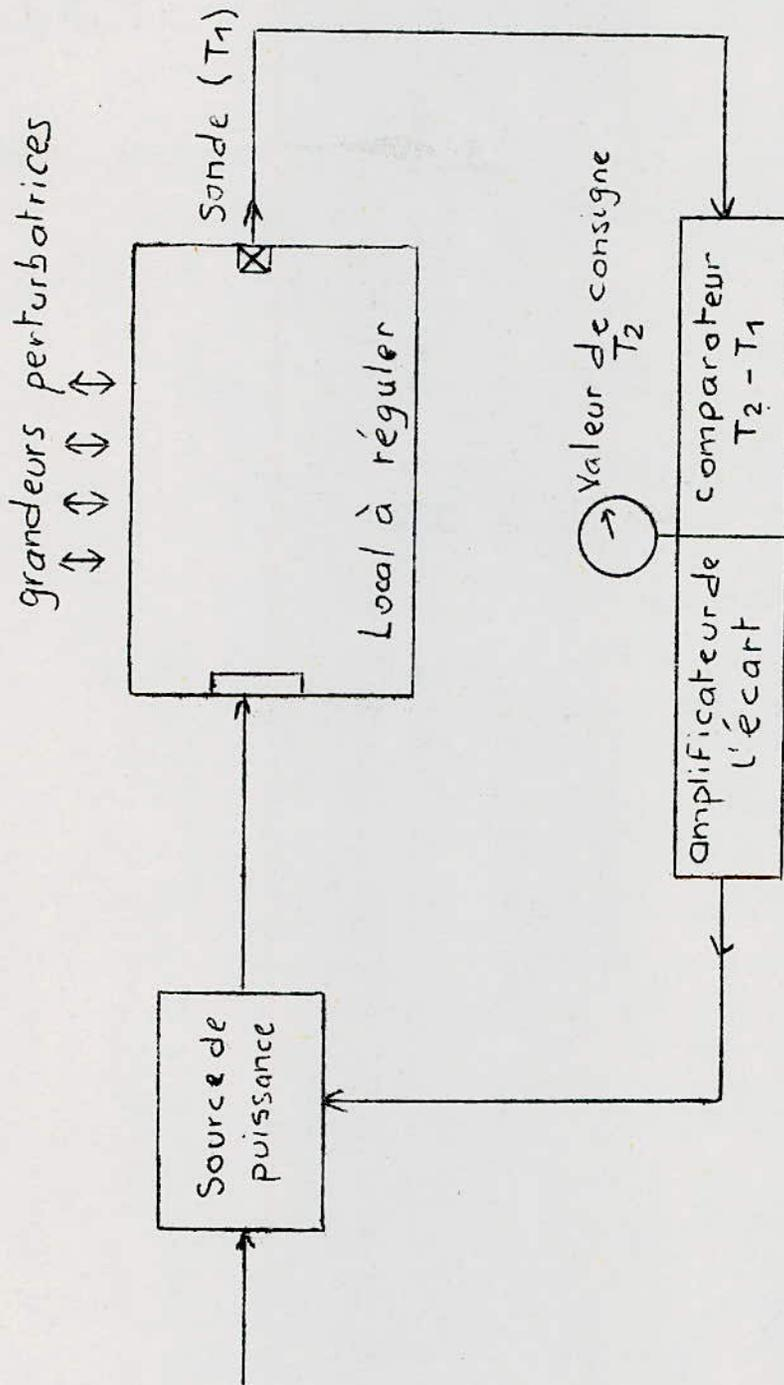 grandeurs perturbatrices
Sonde (T1)
Local à réguler
Source de
puissance
Valeur de consigne
T2
amplificateur de
l'écart
comparateur
T2 - T1